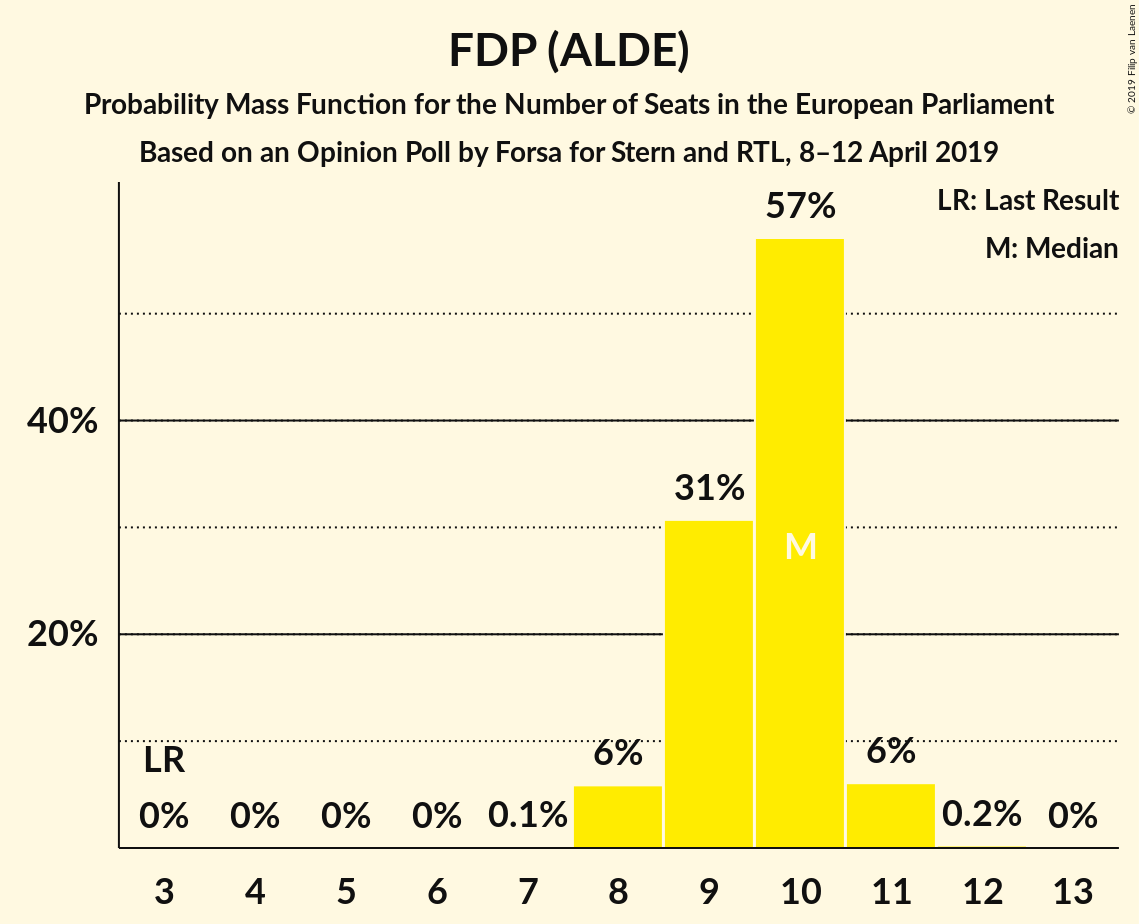 FDP (ALDE)
Probability Mass Function for the Number of Seats in the European Parliament
Based on an Opinion Poll by Forsa for Stern and RTL, 8–12 April 2019
© 2019 Filip van Laenen
LR: Last Result
M: Median
57%
40%
31%
M
20%
LR
6%
6%
0%
0%
0%
0%
0.1%
0.2%
0%
3 4 5 6 7 8 9 10 11 12 13